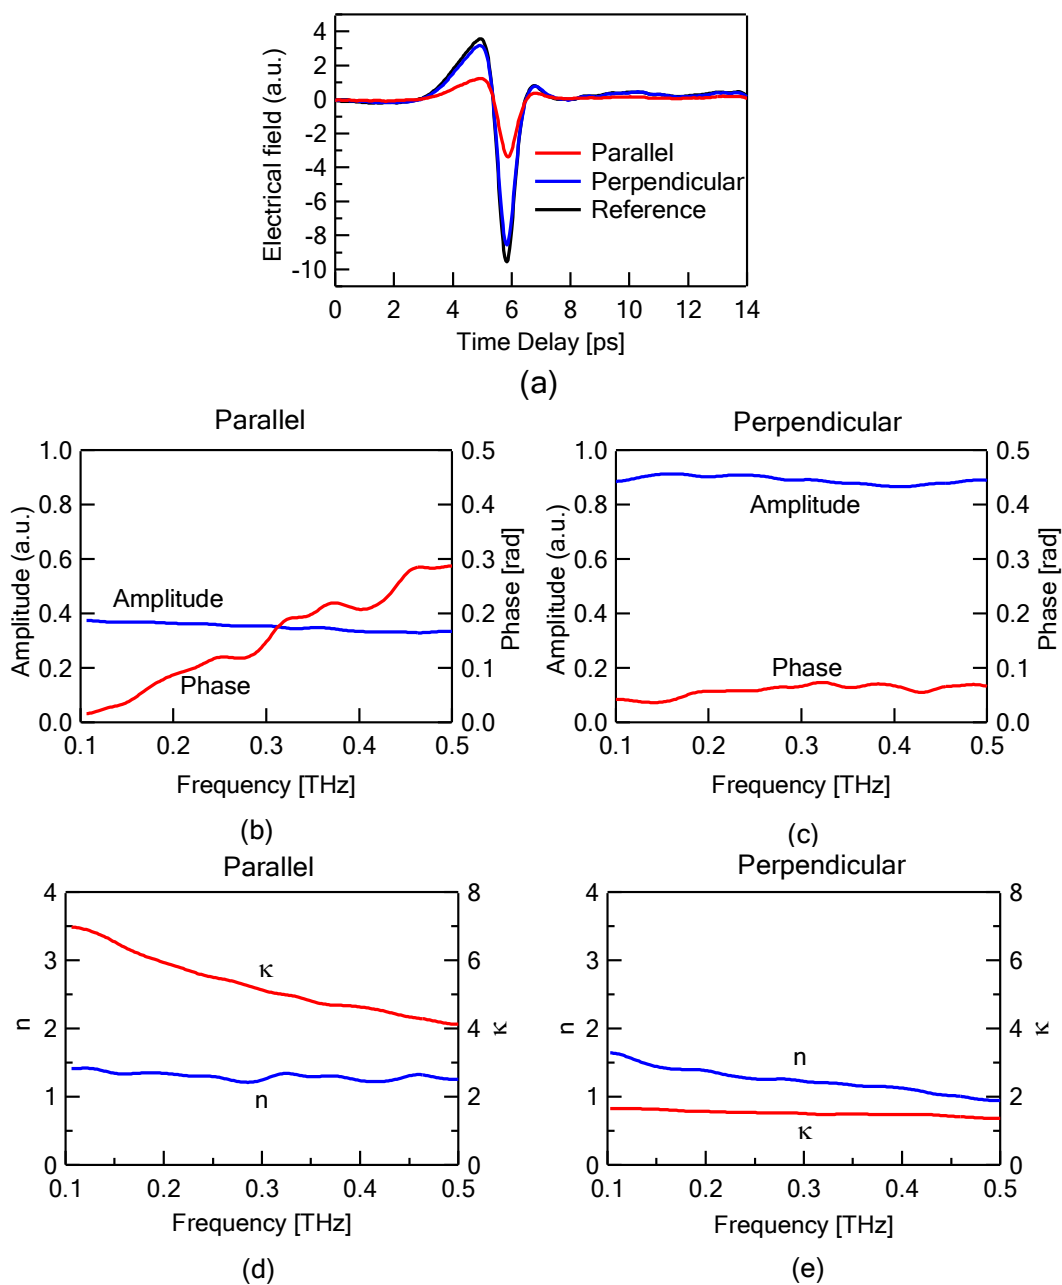 4
2
0
-2
-4
-6
-8
-10
Electrical field (a.u.)
Parallel
Perpendicular
Reference
0 2 4 6 8 10 12 14
Time Delay [ps]
(a)
Parallel
1.0
0.8
0.6
0.4
0.2
0.0
Amplitude (a.u.)
Amplitude
Phase
0.5
0.4
0.3
0.2
0.1
0.0
Phase [rad]
0.1 0.2 0.3 0.4 0.5
Frequency [THz]
(b)
Perpendicular
1.0
0.8
0.6
0.4
0.2
0.0
Amplitude (a.u.)
Amplitude
Phase
0.5
0.4
0.3
0.2
0.1
0.0
Phase [rad]
0.1 0.2 0.3 0.4 0.5
Frequency [THz]
(c)
Parallel
4
3
2
1
0
n
κ
n
8
6
4
2
0
κ
0.1 0.2 0.3 0.4 0.5
Frequency [THz]
(d)
Perpendicular
4
3
2
1
0
n
n
κ
8
6
4
2
0
κ
0.1 0.2 0.3 0.4 0.5
Frequency [THz]
(e)